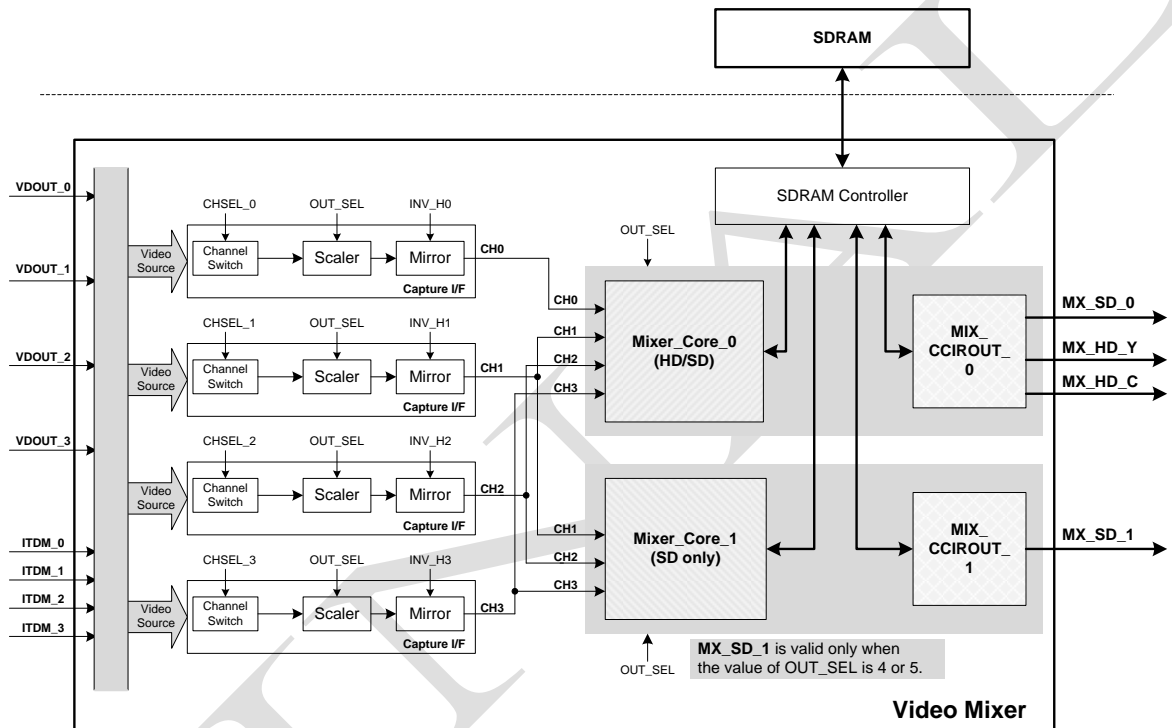 SDRAM
SDRAM Controller
VDOUT_0
VDOUT_1
VDOUT_2
VDOUT_3
ITDM_0
ITDM_1
ITDM_2
ITDM_3
CHSEL_0
OUT_SEL
INV_H0
Video
Source
Channel
Switch
Scaler
Mirror
CH0
Capture I/F
CHSEL_1
OUT_SEL
INV_H1
Video
Source
Channel
Switch
Scaler
Mirror
CH1
Capture I/F
CHSEL_2
OUT_SEL
INV_H2
Video
Source
Channel
Switch
Scaler
Mirror
CH2
Capture I/F
CHSEL_3
OUT_SEL
INV_H3
Video
Source
Channel
Switch
Scaler
Mirror
CH3
Capture I/F
OUT_SEL
CH0
CH1
CH2
CH3
Mixer_Core_0
(HD/SD)
MIX_
CCIROUT_
0
MX_SD_0
MX_HD_Y
MX_HD_C
CH1
CH2
CH3
Mixer_Core_1
(SD only)
MIX_
CCIROUT_
1
MX_SD_1
OUT_SEL
MX_SD_1 is valid only when
the value of OUT_SEL is 4 or 5.
Video Mixer